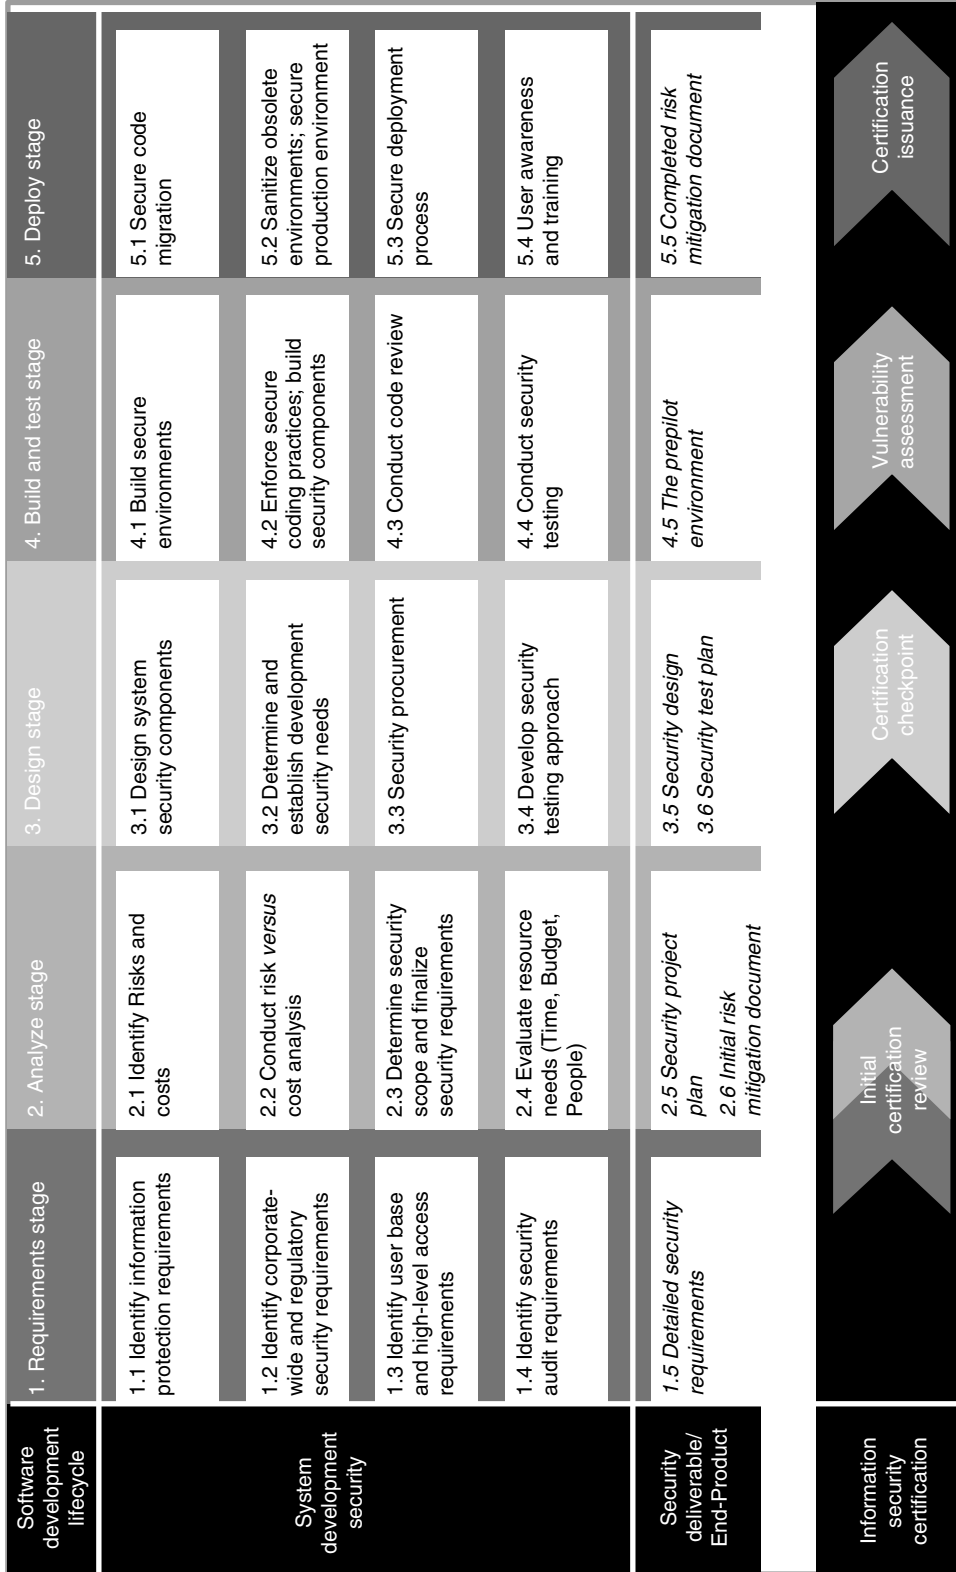 Software
development
lifecycle
1. Requirements stage
2. Analyze stage
3. Design stage
4. Build and test stage
5. Deploy stage
System
development
security
1.1 Identify information
protection requirements
2.1 Identify Risks and
costs
3.1 Design system
security components
4.1 Build secure
environments
5.1 Secure code
migration
1.2 Identify corporate-
wide and regulatory
security requirements
2.2 Conduct risk versus
cost analysis
3.2 Determine and
establish development
security needs
4.2 Enforce secure
coding practices; build
security components
5.2 Sanitize obsolete
environments; secure
production environment
1.3 Identify user base
and high-level access
requirements
2.3 Determine security
scope and finalize
security requirements
3.3 Security procurement
4.3 Conduct code review
5.3 Secure deployment
process
1.4 Identify security
audit requirements
2.4 Evaluate resource
needs (Time, Budget,
People)
3.4 Develop security
testing approach
4.4 Conduct security
testing
5.4 User awareness
and training
Security
deliverable/
End-Product
1.5 Detailed security
requirements
2.5 Security project
plan
2.6 Initial risk
mitigation document
3.5 Security design
3.6 Security test plan
4.5 The prepilot
environment
5.5 Completed risk
mitigation document
Information
security
certification
Initial
certification
review
Certification
checkpoint
Vulnerability
assessment
Certification
issuance